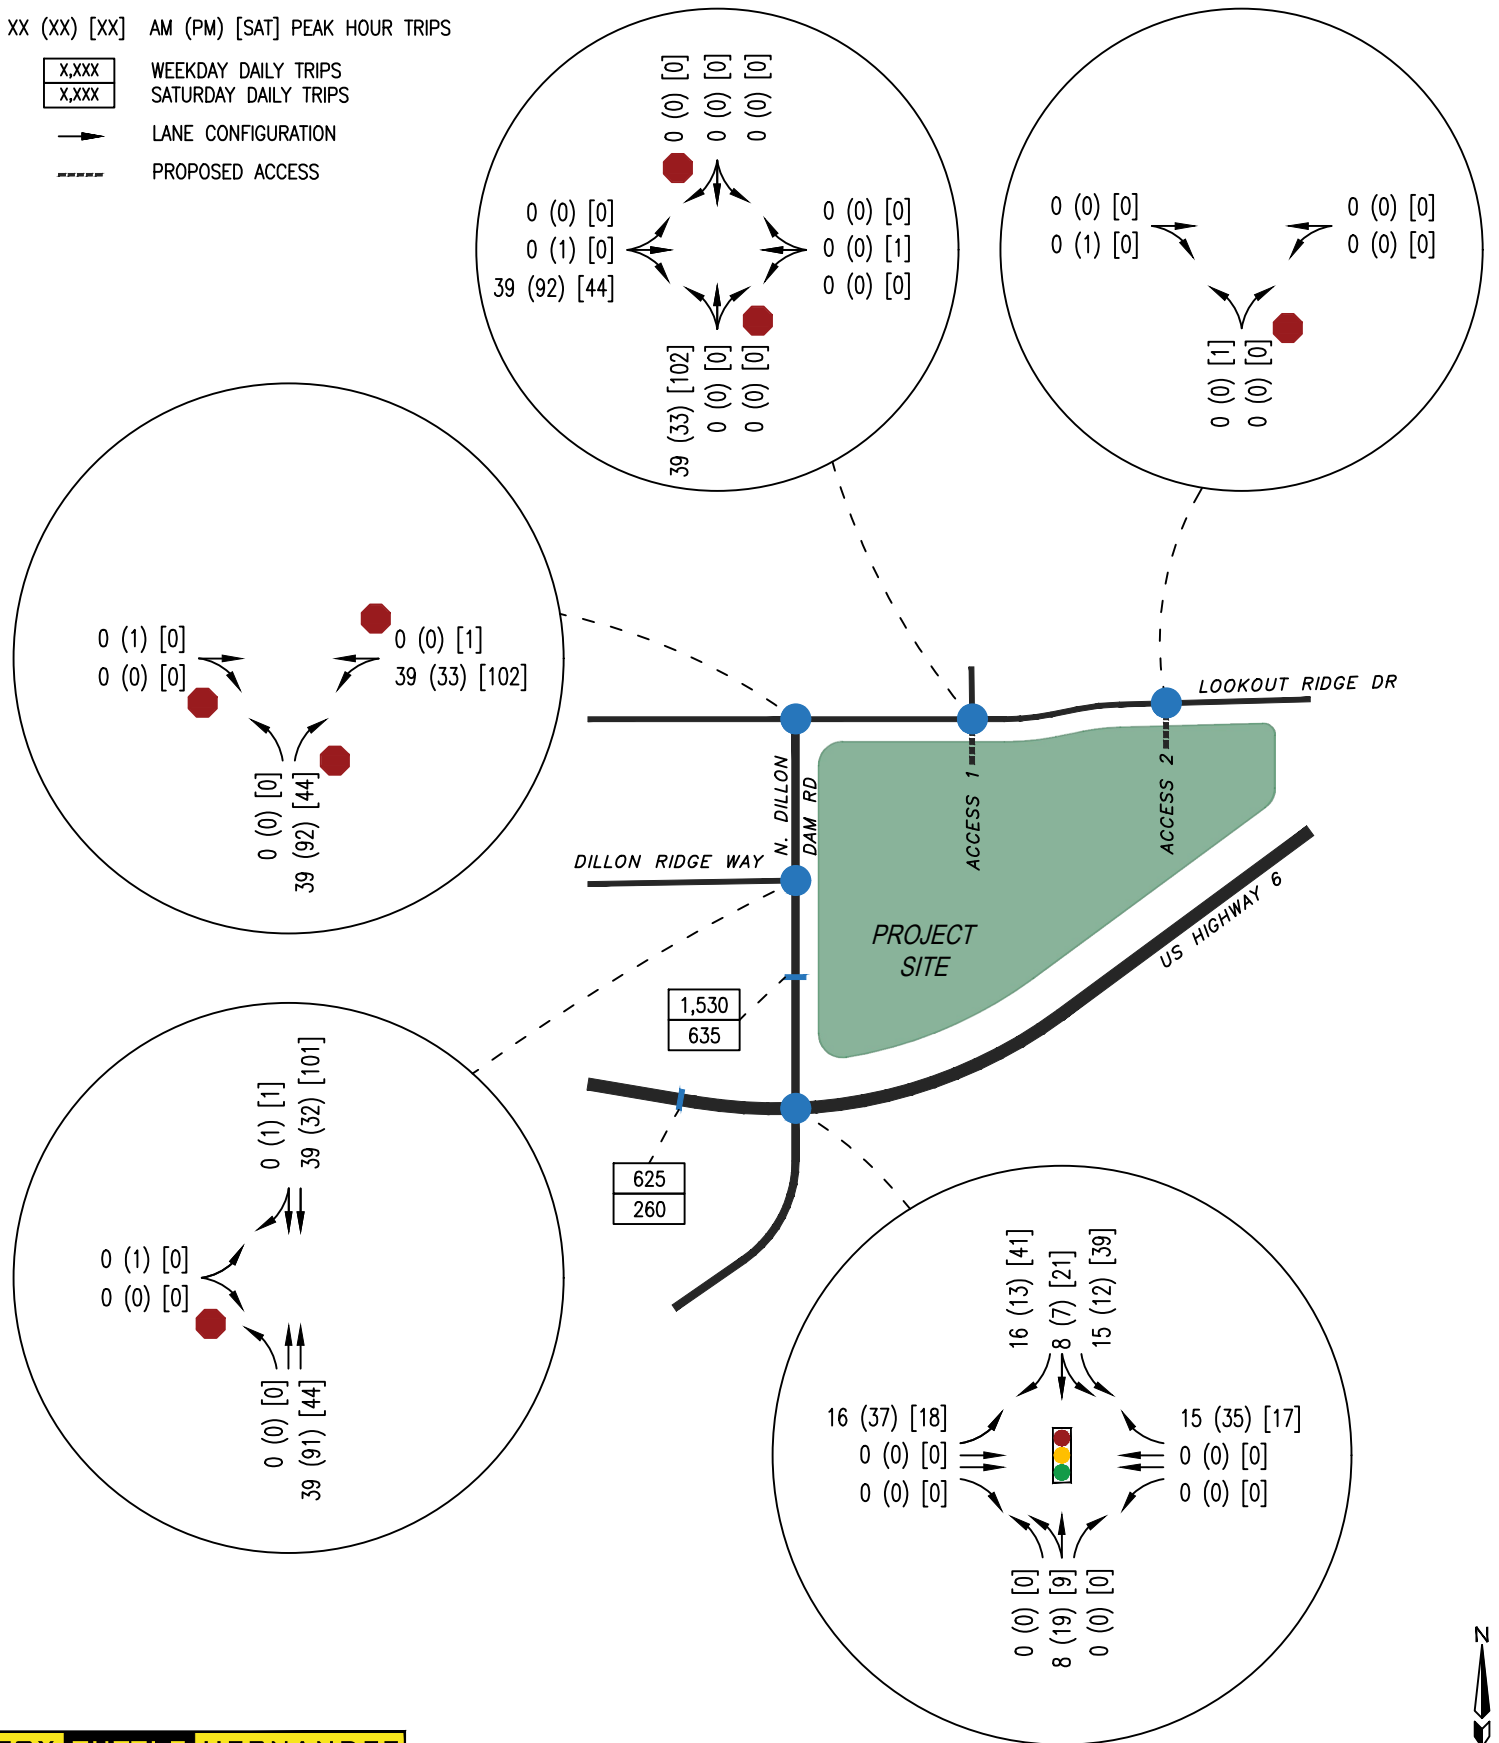 XX (XX) [XX] AM (PM) [SAT] PEAK HOUR TRIPS
X,XXX WEEKDAY DAILY TRIPS
X,XXX SATURDAY DAILY TRIPS
LANE CONFIGURATION
PROPOSED ACCESS
0 (0) [0]
0 (0) [0]
0 (0) [0]
0 (0) [0]
0 (1) [0]
39 (92) [44]
0 (0) [0]
0 (0) [1]
0 (0) [0]
39 (33) [102]
0 (0) [0]
0 (0) [0]
0 (0) [0]
0 (1) [0]
0 (0) [0]
0 (0) [0]
0 (0) [1]
0 (0) [0]
0 (1) [0]
0 (0) [0]
0 (0) [1]
39 (33) [102]
0 (0) [0]
39 (92) [44]
LOOKOUT RIDGE DR
N. DILLON
DAM RD
ACCESS 1
ACCESS 2
DILLON RIDGE WAY
PROJECT
SITE
US HIGHWAY 6
1,530
635
625
260
0 (1) [1]
39 (32) [101]
0 (1) [0]
0 (0) [0]
0 (0) [0]
39 (91) [44]
16 (13) [41]
8 (7) [21]
15 (12) [39]
16 (37) [18]
0 (0) [0]
0 (0) [0]
15 (35) [17]
0 (0) [0]
0 (0) [0]
0 (0) [0]
8 (19) [9]
0 (0) [0]
N